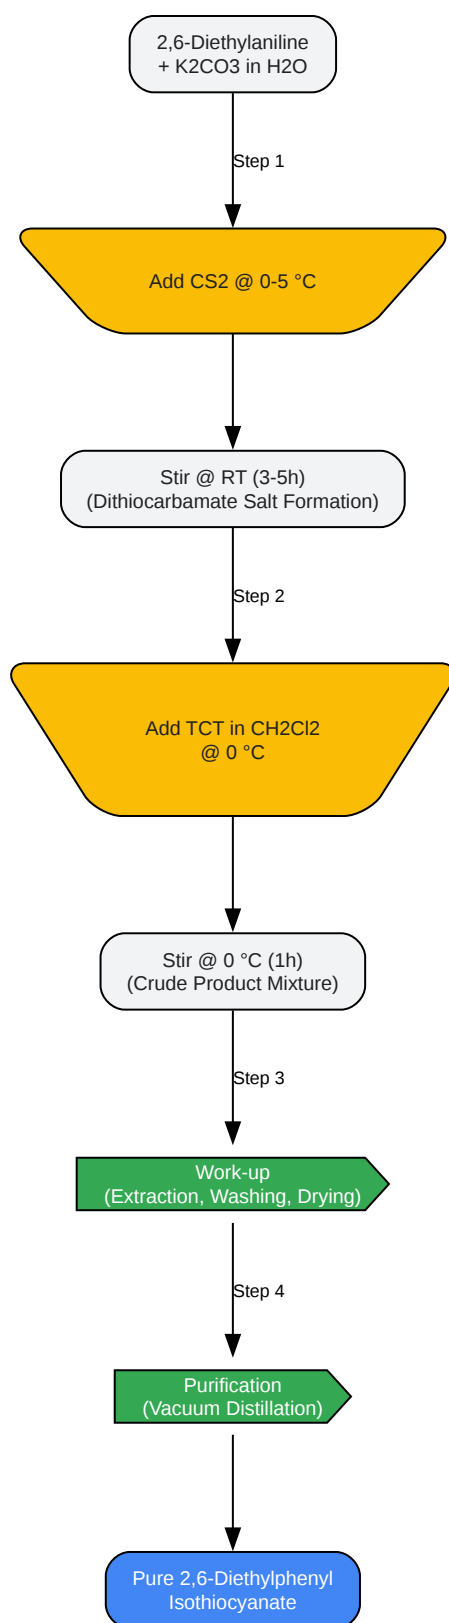 2,6-Diethylaniline
+ K2CO3 in H2O
Step 1
Add CS2 @ 0-5 °C
Stir @ RT (3-5h)
(Dithiocarbamate Salt Formation)
Step 2
Add TCT in CH2Cl2
@ 0 °C
Stir @ 0 °C (1h)
(Crude Product Mixture)
Step 3
Work-up
(Extraction, Washing, Drying)
Step 4
Purification
(Vacuum Distillation)
Pure 2,6-Diethylphenyl
Isothiocyanate